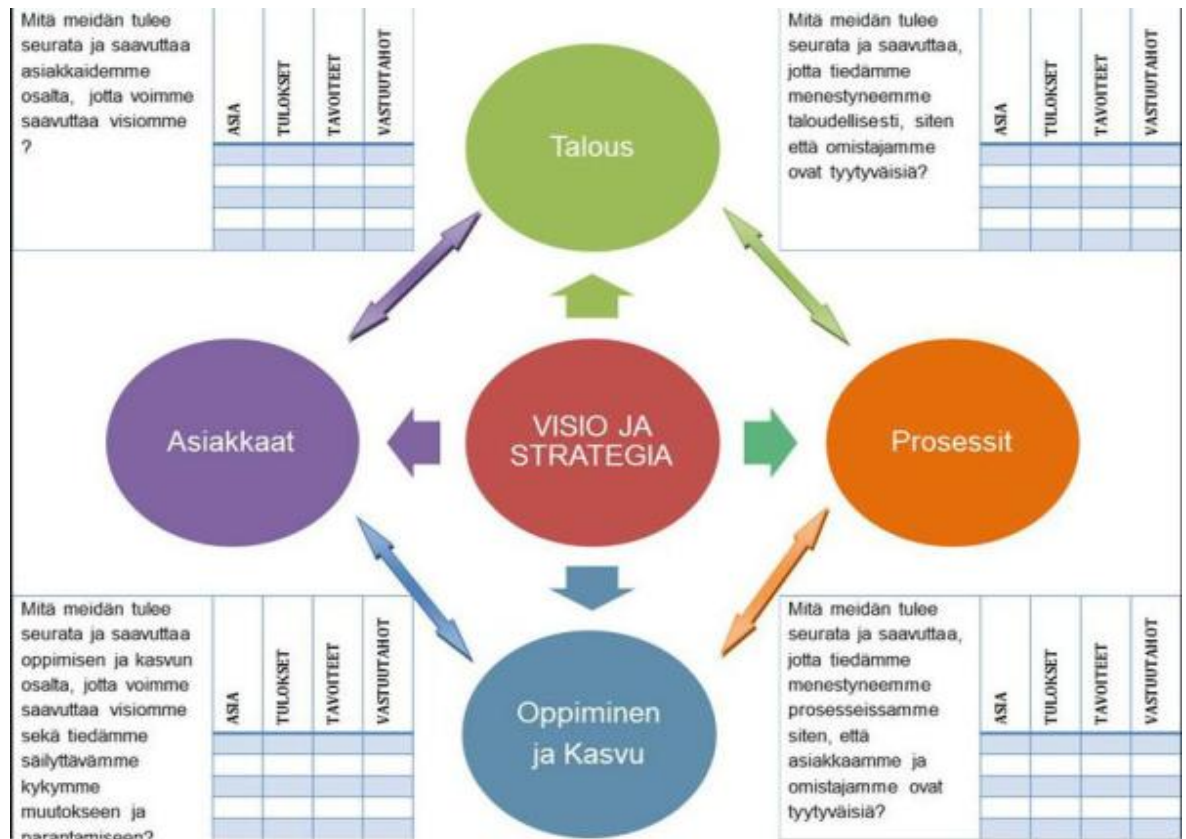 Mitä meidän tulee
seurata ja saavuttaa
asiakkaidemme
osalta, jotta voimme
saavuttaa visiomme
?
ASIA
TULOKSET
TAVOITEET
VASTUUTAHOT
Talous
Mitä meidän tulee
seurata ja saavuttaa,
jotta tiedämme
menestyneemme
taloudellisesti, siten
että omistajamme
ovat tyytyväisiä?
ASIA
TULOKSET
TAVOITEET
VASTUUTAHOT
Asiakkaat
VISIO JA
STRATEGIA
Prosessit
Mitä meidän tulee
seurata ja saavuttaa
oppimisen ja kasvun
osalta, jotta voimme
saavuttaa visiomme
sekä tiedämme
säilyttävämme
kykymme
muutokseen ja
parantamiseen?
ASIA
TULOKSET
TAVOITEET
VASTUUTAHOT
Oppiminen
ja Kasvu
Mitä meidän tulee
seurata ja saavuttaa,
jotta tiedämme
menestyneemme
prosesseissamme
siten, että
asiakkaamme ja
omistajamme ovat
tyytyväisiä?
ASIA
TULOKSET
TAVOITEET
VASTUUTAHOT